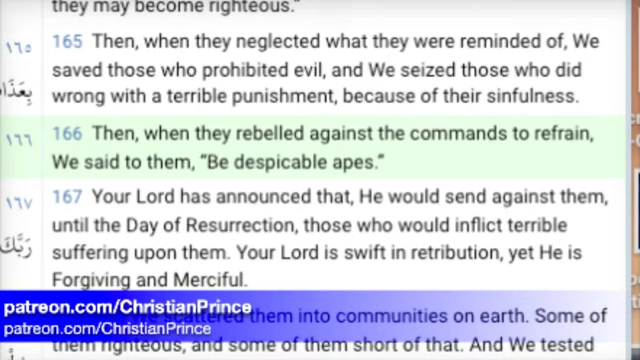 they may become righteous."
١٦٥
165 Then, when they neglected what they were reminded of, We
saved those who prohibited evil, and We seized those who did
wrong with a terrible punishment, because of their sinfulness.
١٦٦
166 Then, when they rebelled against the commands to refrain,
We said to them, “Be despicable apes.”
١٦٧
167 Your Lord has announced that, He would send against them,
until the Day of Resurrection, those who would inflict terrible
suffering upon them. Your Lord is swift in retribution, yet He is
Forgiving and Merciful.
patreon.com/ChristianPrince
scattered them into communities on earth. Some of
patreon.com/ChristianPrince
them righteous, and some of them short of that. And We tested